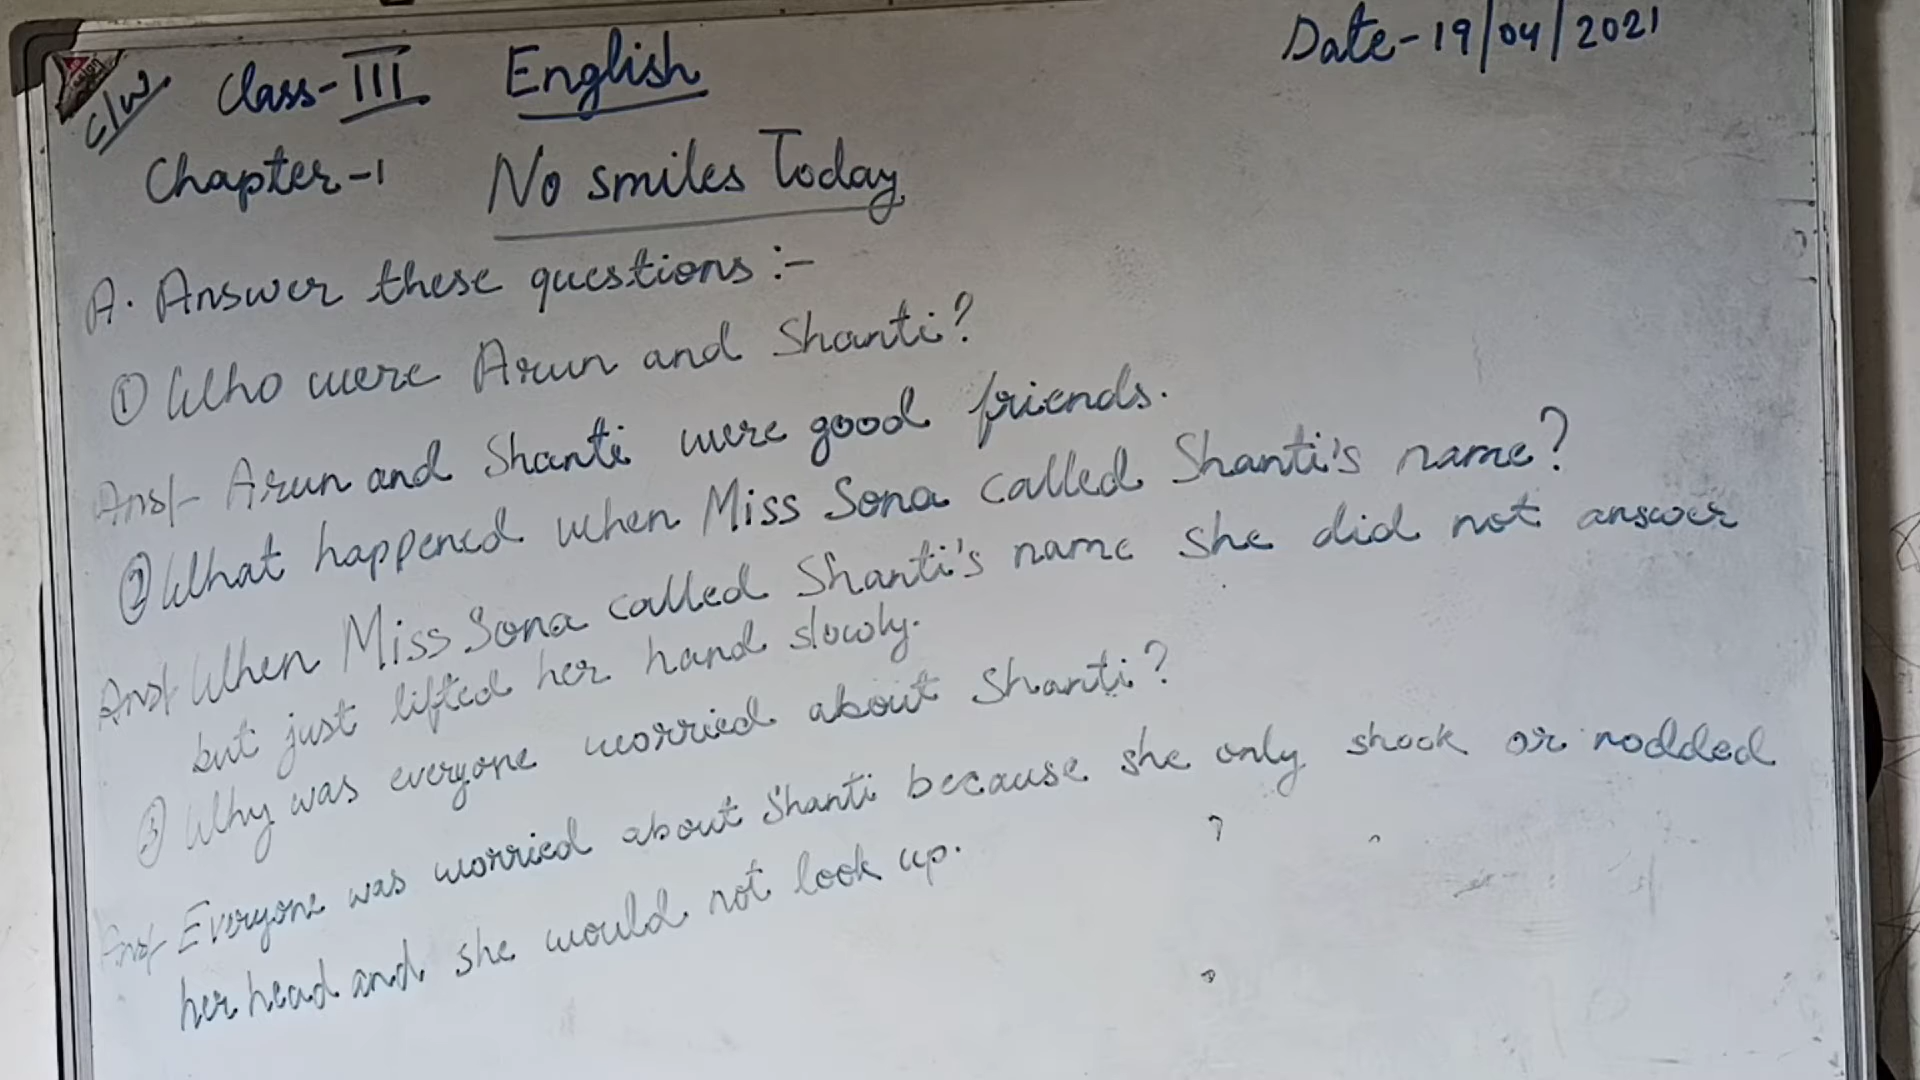 C/W Class-III English Date-19/04/2021
Chapter-1 No smiles Today
A. Answer these questions :-
① Who were Arun and Shanti?
Ans/- Arun and Shanti were good friends.
② What happened when Miss Sona called Shanti's name?
Ans/ When Miss Sona called Shanti's name she did not answer
but just lifted her hand slowly.
③ Why was everyone worried about Shanti?
Ans/ Everyone was worried about Shanti because she only shook or nodded
her head and she would not look up.